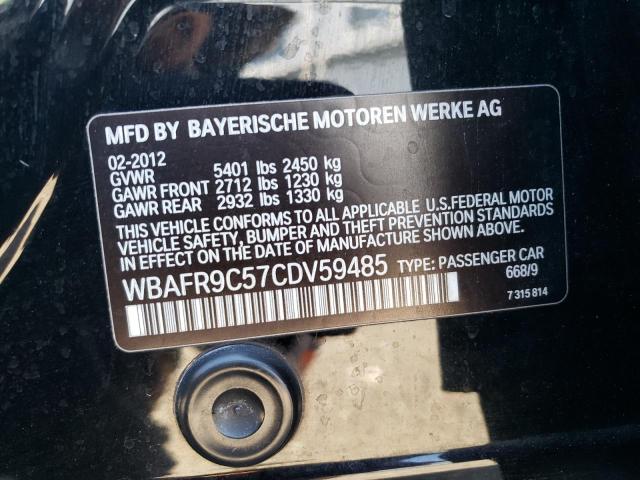 MFD BY BAYERISCHE MOTOREN WERKE AG
02-2012
GVWR 5401 lbs 2450 kg
GAWR FRONT 2712 lbs 1230 kg
GAWR REAR 2932 lbs 1330 kg
THIS VEHICLE CONFORMS TO ALL APPLICABLE U.S.FEDERAL MOTOR
VEHICLE SAFETY, BUMPER AND THEFT PREVENTION STANDARDS
IN EFFECT ON THE DATE OF MANUFACTURE SHOWN ABOVE.
WBAFR9C57CDV59485 TYPE: PASSENGER CAR
668/9
7 315 814